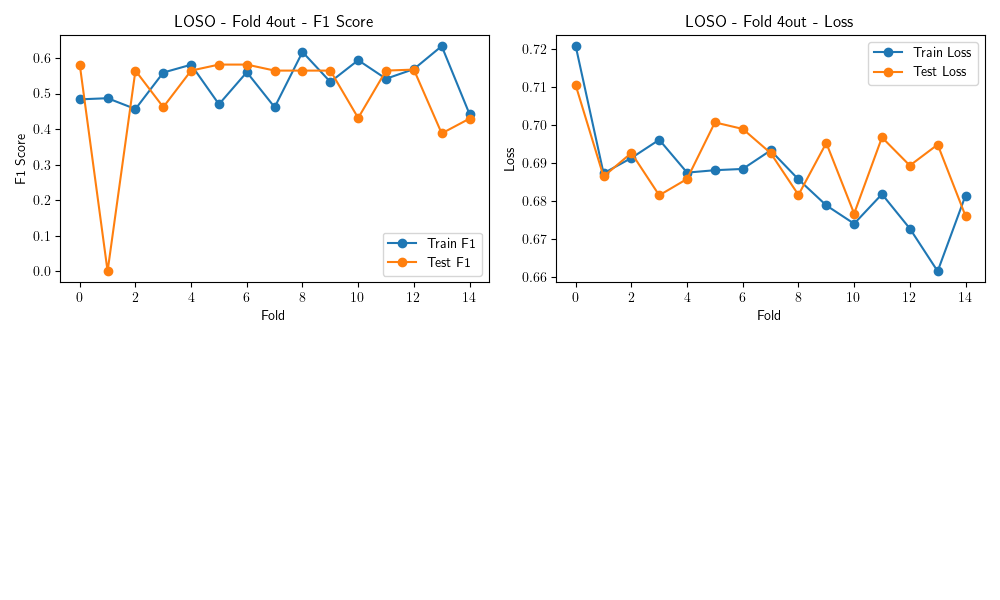 LOSO - Fold 4out - F1 Score
F1 Score
0.6
0.5
0.4
0.3
0.2
0.1
0.0
Train F1
Test F1
0 2 4 6 8 10 12 14
Fold
LOSO - Fold 4out - Loss
Loss
0.72
0.71
0.70
0.69
0.68
0.67
0.66
Train Loss
Test Loss
0 2 4 6 8 10 12 14
Fold